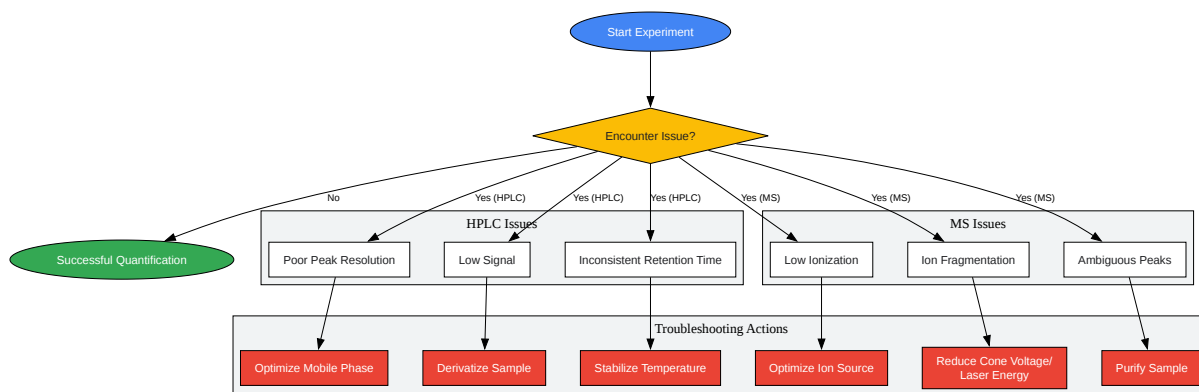 Start Experiment
Encounter Issue?
No
Yes (HPLC)
Yes (HPLC)
Yes (HPLC)
Yes (MS)
Yes (MS)
Yes (MS)
HPLC Issues
MS Issues
Successful Quantification
Poor Peak Resolution
Low Signal
Inconsistent Retention Time
Low Ionization
Ion Fragmentation
Ambiguous Peaks
Troubleshooting Actions
Optimize Mobile Phase
Derivatize Sample
Stabilize Temperature
Optimize Ion Source
Reduce Cone Voltage/
Laser Energy
Purify Sample